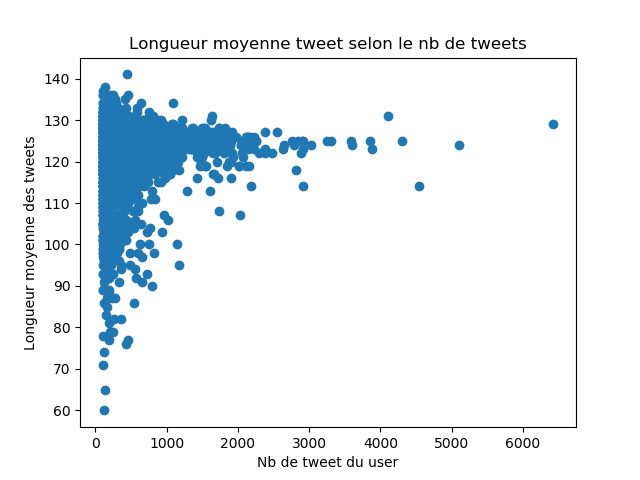 Longueur moyenne tweet selon le nb de tweets
140
130
120
110
100
90
80
70
60
Longueur moyenne des tweets
0 1000 2000 3000 4000 5000 6000
Nb de tweet du user